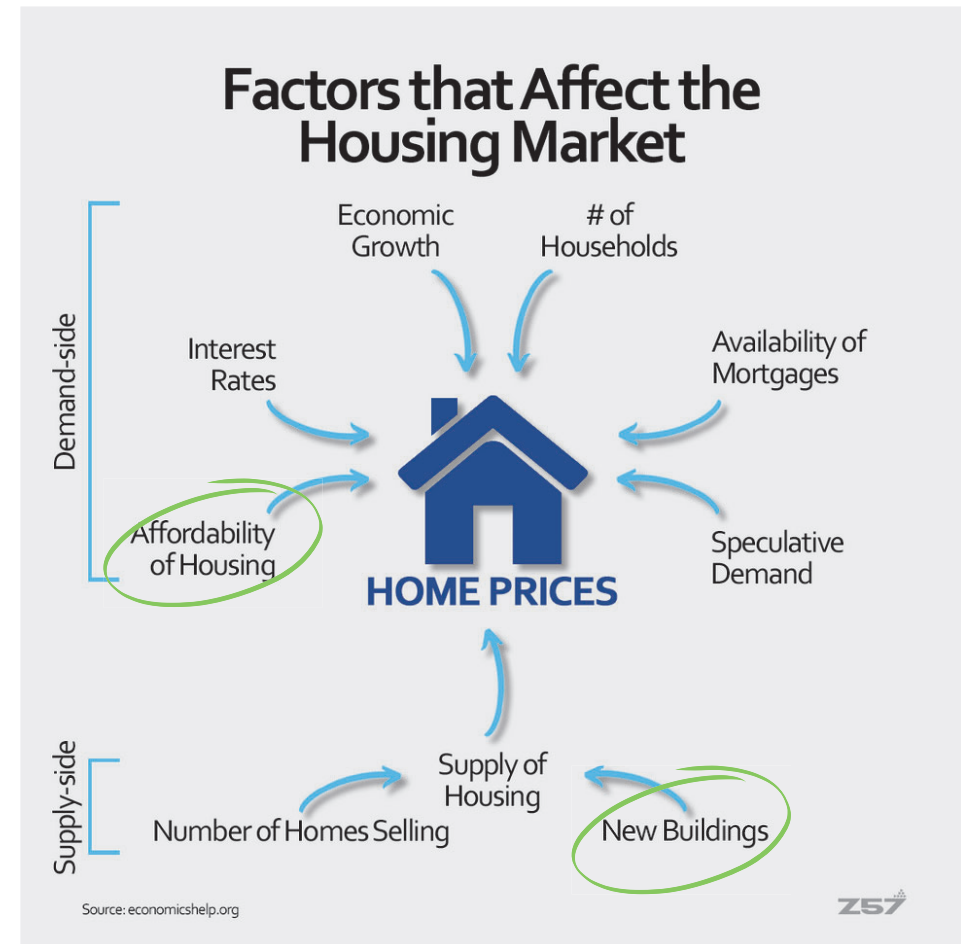 Factors that Affect the
Housing Market
Economic
Growth
# of
Households
Demand-side
Interest
Rates
Availability of
Mortgages
Affordability
of Housing
Speculative
Demand
HOME PRICES
Supply-side
Supply of
Housing
Number of Homes Selling
New Buildings
Source: economicshelp.org
Z57